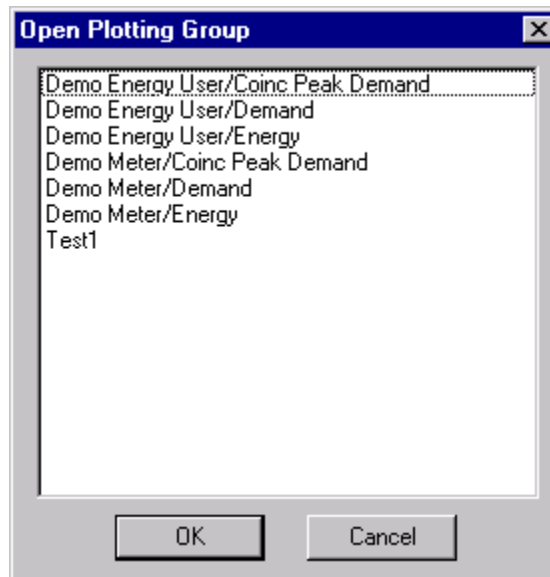 Open Plotting Group
Demo Energy User/Coinc Peak Demand
Demo Energy User/Demand
Demo Energy User/Energy
Demo Meter/Coinc Peak Demand
Demo Meter/Demand
Demo Meter/Energy
Test1
OK Cancel